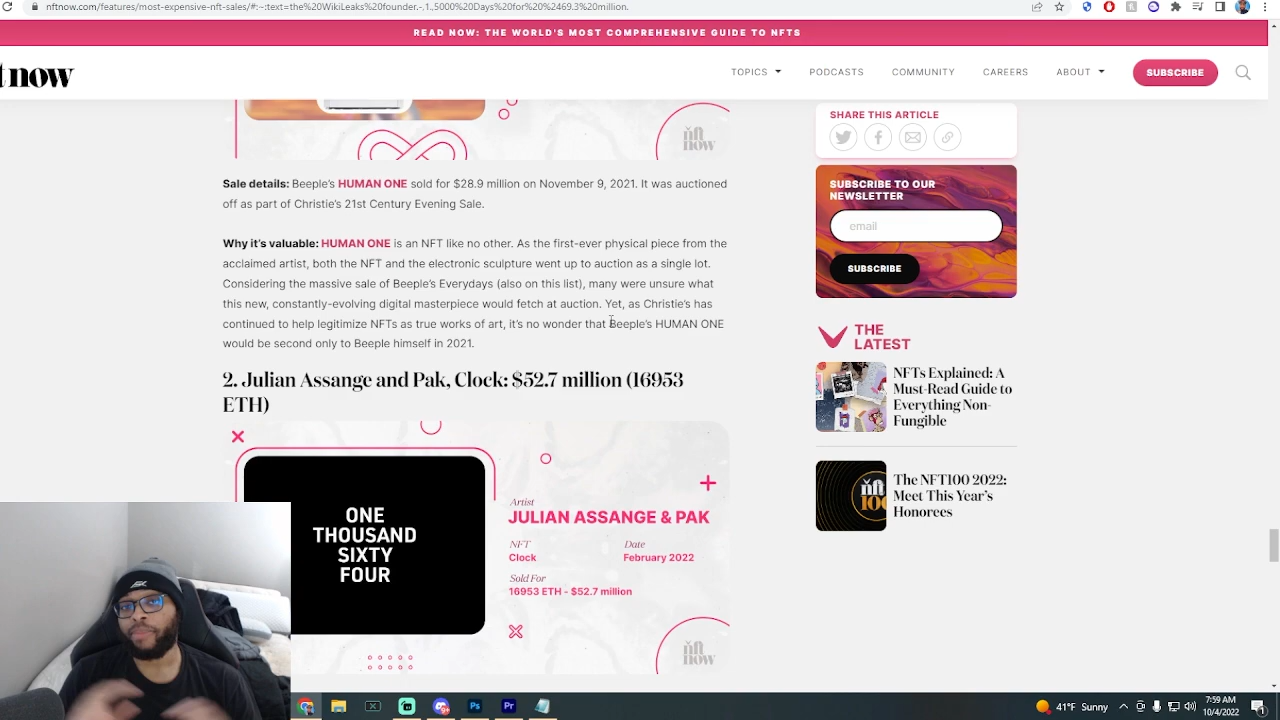 nftnow.com/features/most-expensive-nft-sales/#:~:text=the%20WikiLeaks%20founder.-,1.,5000%20Days%20for%20%2469.3%20million.
READ NOW: THE WORLD'S MOST COMPREHENSIVE GUIDE TO NFTS
t now
TOPICS
PODCASTS
COMMUNITY
CAREERS
ABOUT
SUBSCRIBE
nft now
Sale details: Beeple's HUMAN ONE sold for $28.9 million on November 9, 2021. It was auctioned
off as part of Christie's 21st Century Evening Sale.
Why it's valuable: HUMAN ONE is an NFT like no other. As the first-ever physical piece from the
acclaimed artist, both the NFT and the electronic sculpture went up to auction as a single lot.
Considering the massive sale of Beeple's Everydays (also on this list), many were unsure what
this new, constantly-evolving digital masterpiece would fetch at auction. Yet, as Christie's has
continued to help legitimize NFTs as true works of art, it's no wonder that Beeple's HUMAN ONE
would be second only to Beeple himself in 2021.
2. Julian Assange and Pak, Clock: $52.7 million (16953
ETH)
ONE
THOUSAND
SIXTY
FOUR
Artist
JULIAN ASSANGE & PAK
NFT
Date
Clock
February 2022
Sold For
16953 ETH - $52.7 million
nft now
SHARE THIS ARTICLE
SUBSCRIBE TO OUR
NEWSLETTER
email
SUBSCRIBE
THE
LATEST
NFTs Explained: A
Must-Read Guide to
Everything Non-
Fungible
The NFT100 2022:
Meet This Year's
Honorees
nft
100
Ps
Pr
41°F Sunny
7:59 AM
10/4/2022